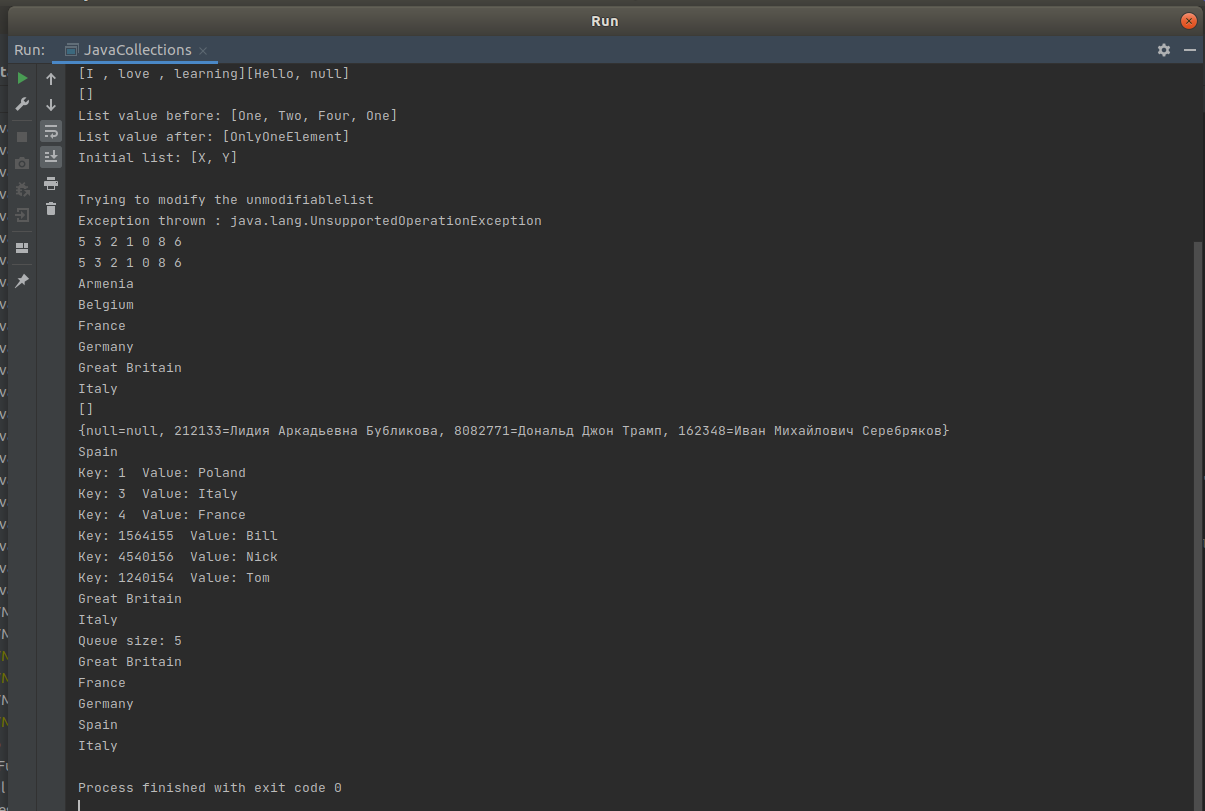 Run
Run: JavaCollections
[I , love , learning][Hello, null]
[]
List value before: [One, Two, Four, One]
List value after: [OnlyOneElement]
Initial list: [X, Y]
Trying to modify the unmodifiablelist
Exception thrown : java.lang.UnsupportedOperationException
5 3 2 1 0 8 6
5 3 2 1 0 8 6
Armenia
Belgium
France
Germany
Great Britain
Italy
[]
{null=null, 212133=Лидия Аркадьевна Бубликова, 8082771=Дональд Джон Трамп, 162348=Иван Михайлович Серебряков}
Spain
Key: 1  Value: Poland
Key: 3  Value: Italy
Key: 4  Value: France
Key: 1564155  Value: Bill
Key: 4540156  Value: Nick
Key: 1240154  Value: Tom
Great Britain
Italy
Queue size: 5
Great Britain
France
Germany
Spain
Italy
Process finished with exit code 0